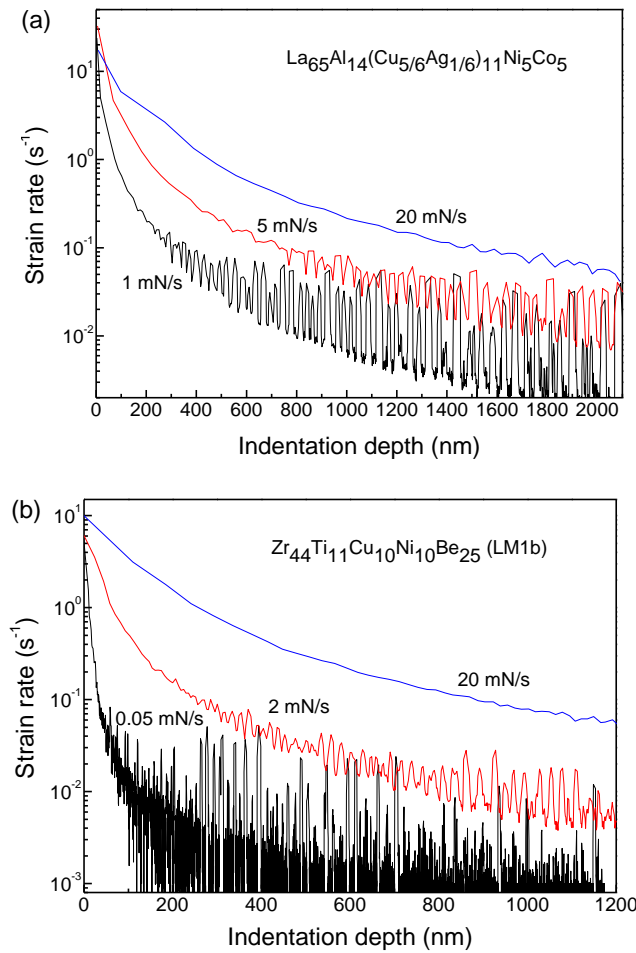 (a)
La65Al14(Cu5/6Ag1/6)11Ni5Co5
Strain rate (s-1)
10^1
10^0
10^-1
10^-2
5 mN/s
20 mN/s
1 mN/s
0 200 400 600 800 1000 1200 1400 1600 1800 2000
Indentation depth (nm)
(b)
Zr44Ti11Cu10Ni10Be25 (LM1b)
Strain rate (s-1)
10^1
10^0
10^-1
10^-2
10^-3
20 mN/s
0.05 mN/s
2 mN/s
0 200 400 600 800 1000 1200
Indentation depth (nm)